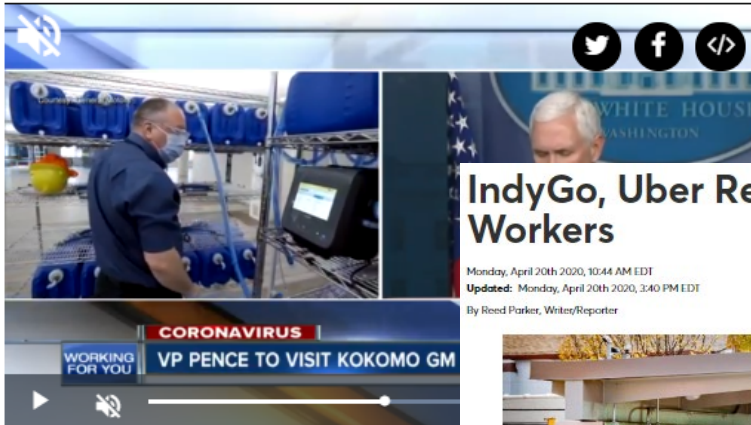 WHITE HOUS
WASHINGTON
IndyGo, Uber Re
Workers
Monday, April 20th 2020, 10:44 AM EDT
Updated: Monday, April 20th 2020, 3:40 PM EDT
By Reed Parker, Writer/Reporter
CORONAVIRUS
WORKING
FOR YOU
VP PENCE TO VISIT KOKOMO GM